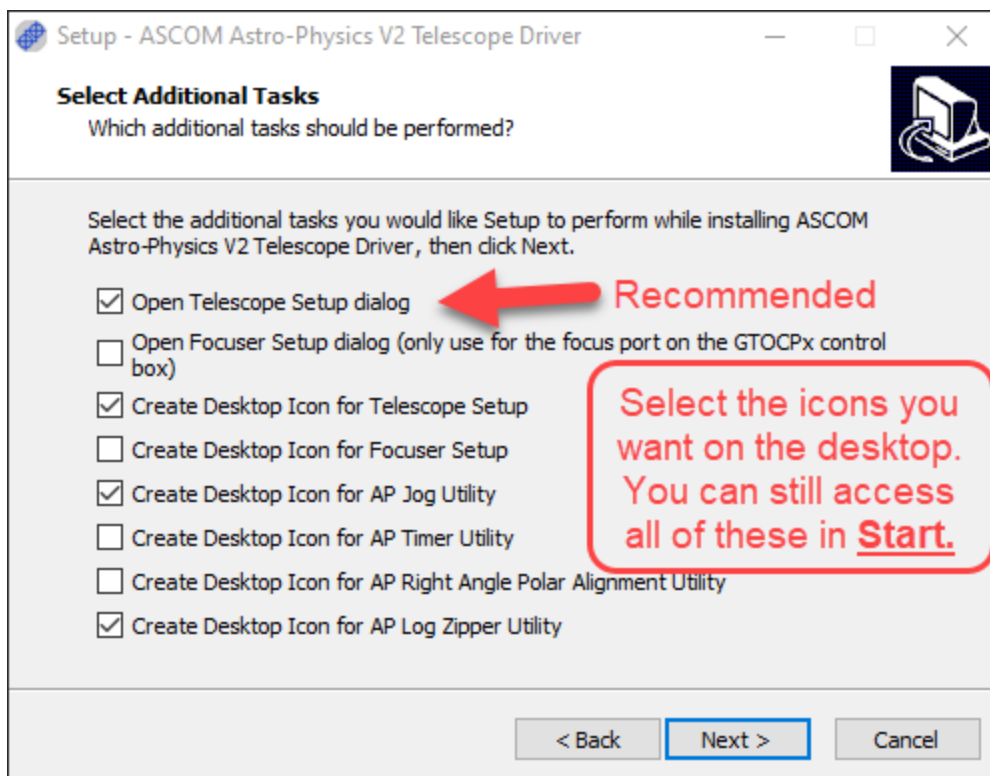 Setup - ASCOM Astro-Physics V2 Telescope Driver
Select Additional Tasks
Which additional tasks should be performed?
Select the additional tasks you would like Setup to perform while installing ASCOM
Astro-Physics V2 Telescope Driver, then click Next.
Open Telescope Setup dialog
Recommended
Open Focuser Setup dialog (only use for the focus port on the GTOCPx control
box)
Create Desktop Icon for Telescope Setup
Create Desktop Icon for Focuser Setup
Create Desktop Icon for AP Jog Utility
Create Desktop Icon for AP Timer Utility
Create Desktop Icon for AP Right Angle Polar Alignment Utility
Create Desktop Icon for AP Log Zipper Utility
Select the icons you
want on the desktop.
You can still access
all of these in Start.
< Back
Next >
Cancel